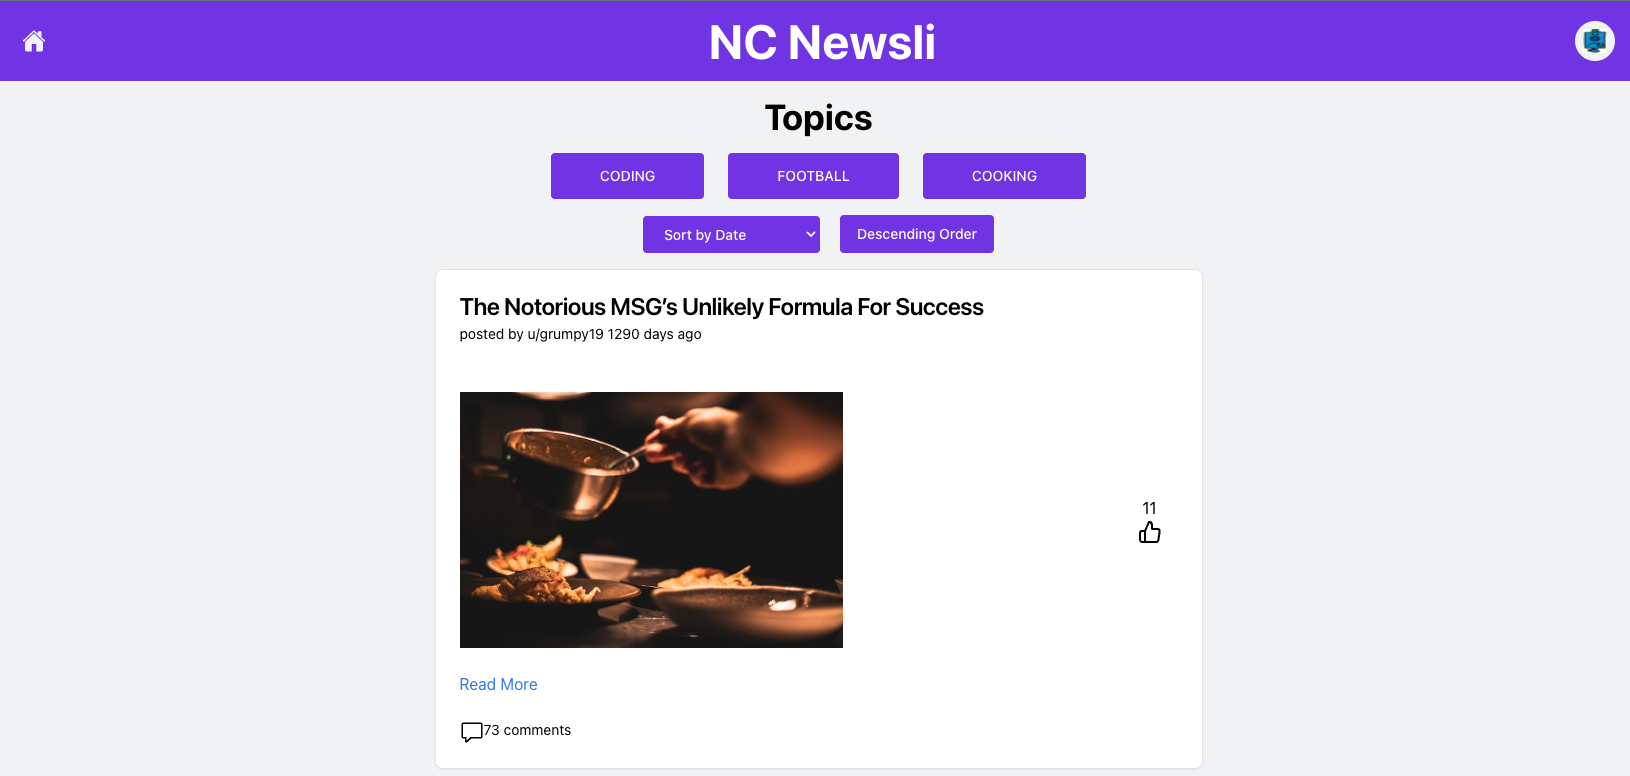 NC Newsli
Topics
CODING FOOTBALL COOKING
Sort by Date Descending Order
The Notorious MSG’s Unlikely Formula For Success
posted by u/grumpy19 1290 days ago
11
Read More
73 comments